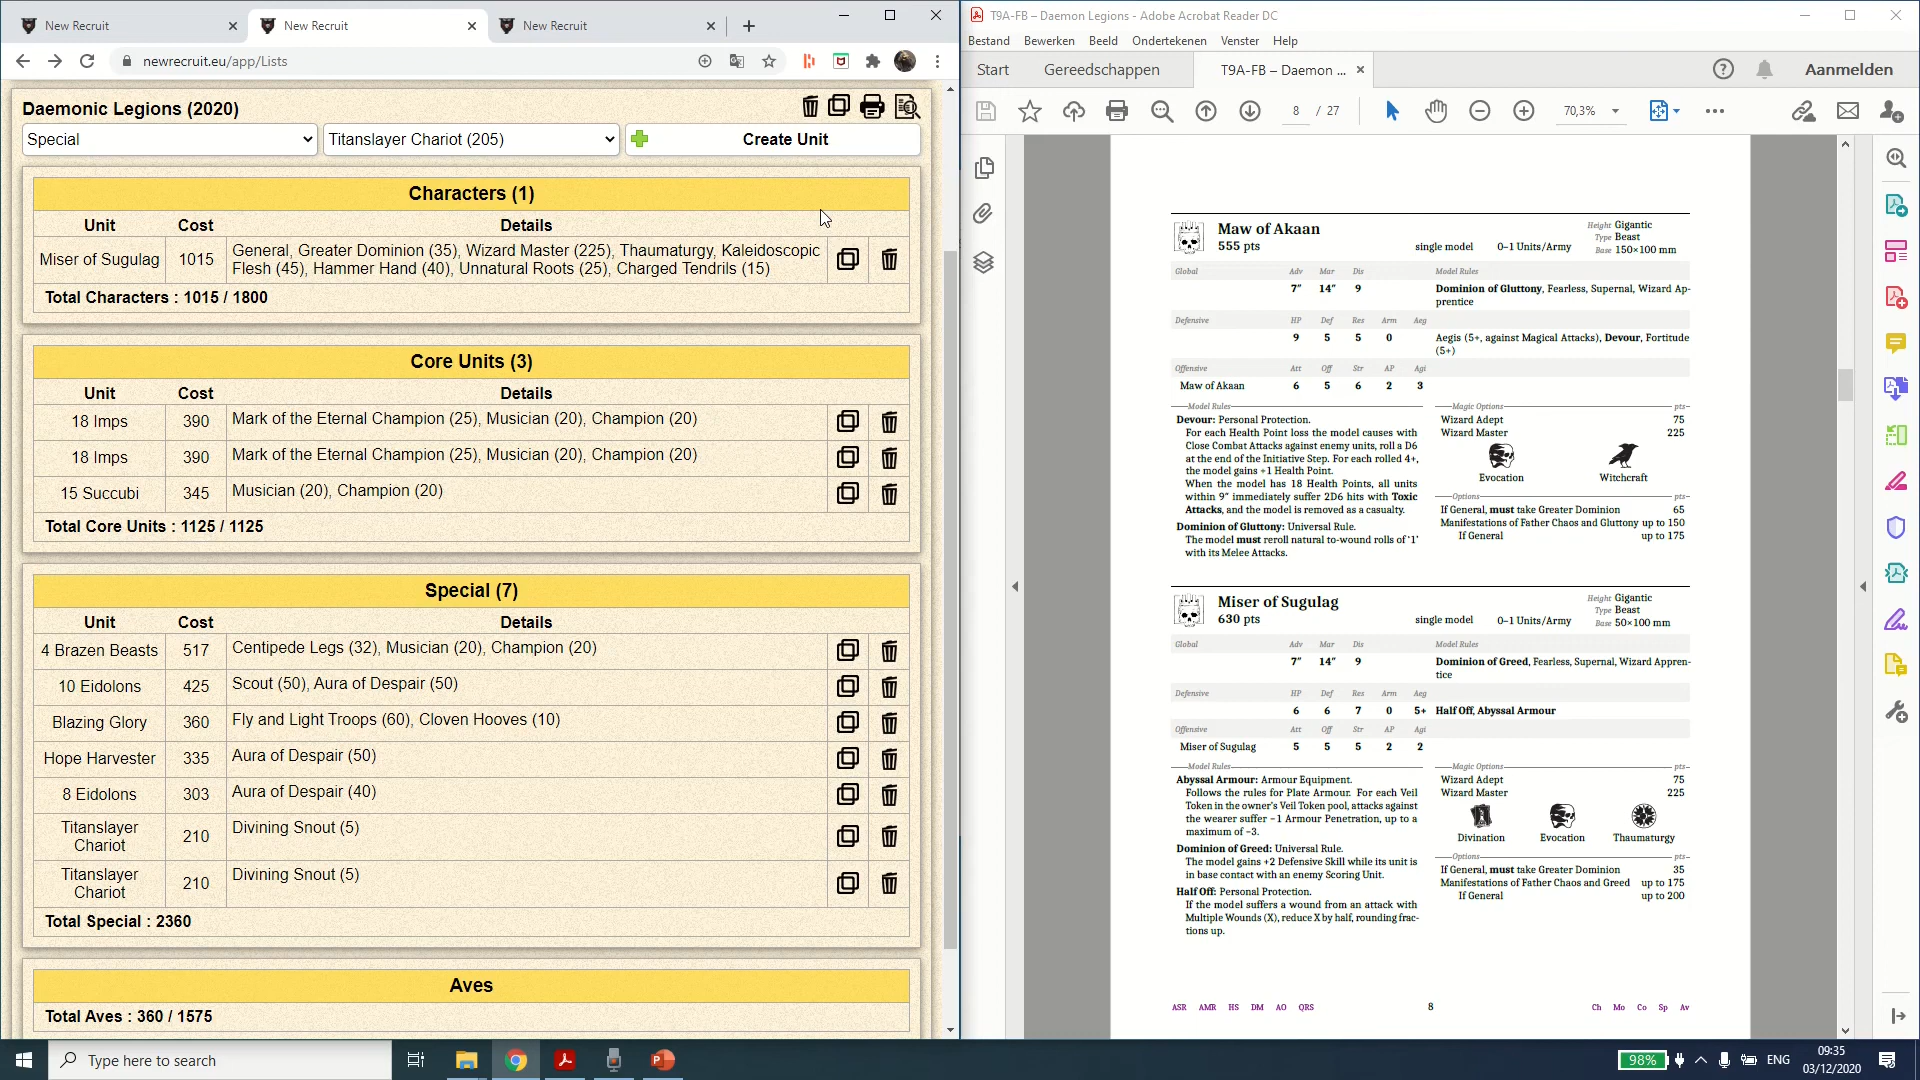 New Recruit
New Recruit
New Recruit
newrecruit.eu/app/Lists
Daemonic Legions (2020)
Special
Titanslayer Chariot (205)
Create Unit
Characters (1)
Unit Cost Details
Miser of Sugulag 1015 General, Greater Dominion (35), Wizard Master (225), Thaumaturgy, Kaleidoscopic
Flesh (45), Hammer Hand (40), Unnatural Roots (25), Charged Tendrils (15)
Total Characters : 1015 / 1800
Core Units (3)
Unit Cost Details
18 Imps 390 Mark of the Eternal Champion (25), Musician (20), Champion (20)
18 Imps 390 Mark of the Eternal Champion (25), Musician (20), Champion (20)
15 Succubi 345 Musician (20), Champion (20)
Total Core Units : 1125 / 1125
Special (7)
Unit Cost Details
4 Brazen Beasts 517 Centipede Legs (32), Musician (20), Champion (20)
10 Eidolons 425 Scout (50), Aura of Despair (50)
Blazing Glory 360 Fly and Light Troops (60), Cloven Hooves (10)
Hope Harvester 335 Aura of Despair (50)
8 Eidolons 303 Aura of Despair (40)
Titanslayer
Chariot 210 Divining Snout (5)
Titanslayer
Chariot 210 Divining Snout (5)
Total Special : 2360
Aves
Total Aves : 360 / 1575
T9A-FB – Daemon Legions - Adobe Acrobat Reader DC
Bestand Bewerken Beeld Ondertekenen Venster Help
Start Gereedschappen T9A-FB – Daemon ... Aanmelden
8 / 27 70,3%
Maw of Akaan
555 pts single model 0–1 Units/Army
Height Gigantic
Type Beast
Base 150×100 mm
Global Adv Mar Dis Model Rules
7″ 14″ 9 Dominion of Gluttony, Fearless, Supernal, Wizard Ap-
prentice
Defensive HP Def Res Arm Aeg
9 5 5 0 Aegis (5+, against Magical Attacks), Devour, Fortitude
(5+)
Offensive Att Off Str AP Agi
Maw of Akaan 6 5 6 2 3
Model Rules
Devour: Personal Protection.
For each Health Point loss the model causes with
Close Combat Attacks against enemy units, roll a D6
at the end of the Initiative Step. For each rolled 4+,
the model gains +1 Health Point.
When the model has 18 Health Points, all units
within 9″ immediately suffer 2D6 hits with Toxic
Attacks, and the model is removed as a casualty.
Dominion of Gluttony: Universal Rule.
The model must reroll natural to-wound rolls of ‘1’
with its Melee Attacks.
Magic Options pts
Wizard Adept 75
Wizard Master 225
Evocation Witchcraft
Options pts
If General, must take Greater Dominion 65
Manifestations of Father Chaos and Gluttony up to 150
If General up to 175
Miser of Sugulag
630 pts single model 0–1 Units/Army
Height Gigantic
Type Beast
Base 50×100 mm
Global Adv Mar Dis Model Rules
7″ 14″ 9 Dominion of Greed, Fearless, Supernal, Wizard Appren-
tice
Defensive HP Def Res Arm Aeg
6 6 7 0 5+ Half Off, Abyssal Armour
Offensive Att Off Str AP Agi
Miser of Sugulag 5 5 5 2 2
Model Rules
Abyssal Armour: Armour Equipment.
Follows the rules for Plate Armour. For each Veil
Token in the owner's Veil Token pool, attacks against
the wearer suffer −1 Armour Penetration, up to a
maximum of −3.
Dominion of Greed: Universal Rule.
The model gains +2 Defensive Skill while its unit is
in base contact with an enemy Scoring Unit.
Half Off: Personal Protection.
If the model suffers a wound from an attack with
Multiple Wounds (X), reduce X by half, rounding frac-
tions up.
Magic Options pts
Wizard Adept 75
Wizard Master 225
Divination Evocation Thaumaturgy
Options pts
If General, must take Greater Dominion 35
Manifestations of Father Chaos and Greed up to 175
If General up to 200
ASR AMR HS DM AO QRS 8 Ch Mo Co Sp Av
Type here to search
98% ENG 09:35
03/12/2020